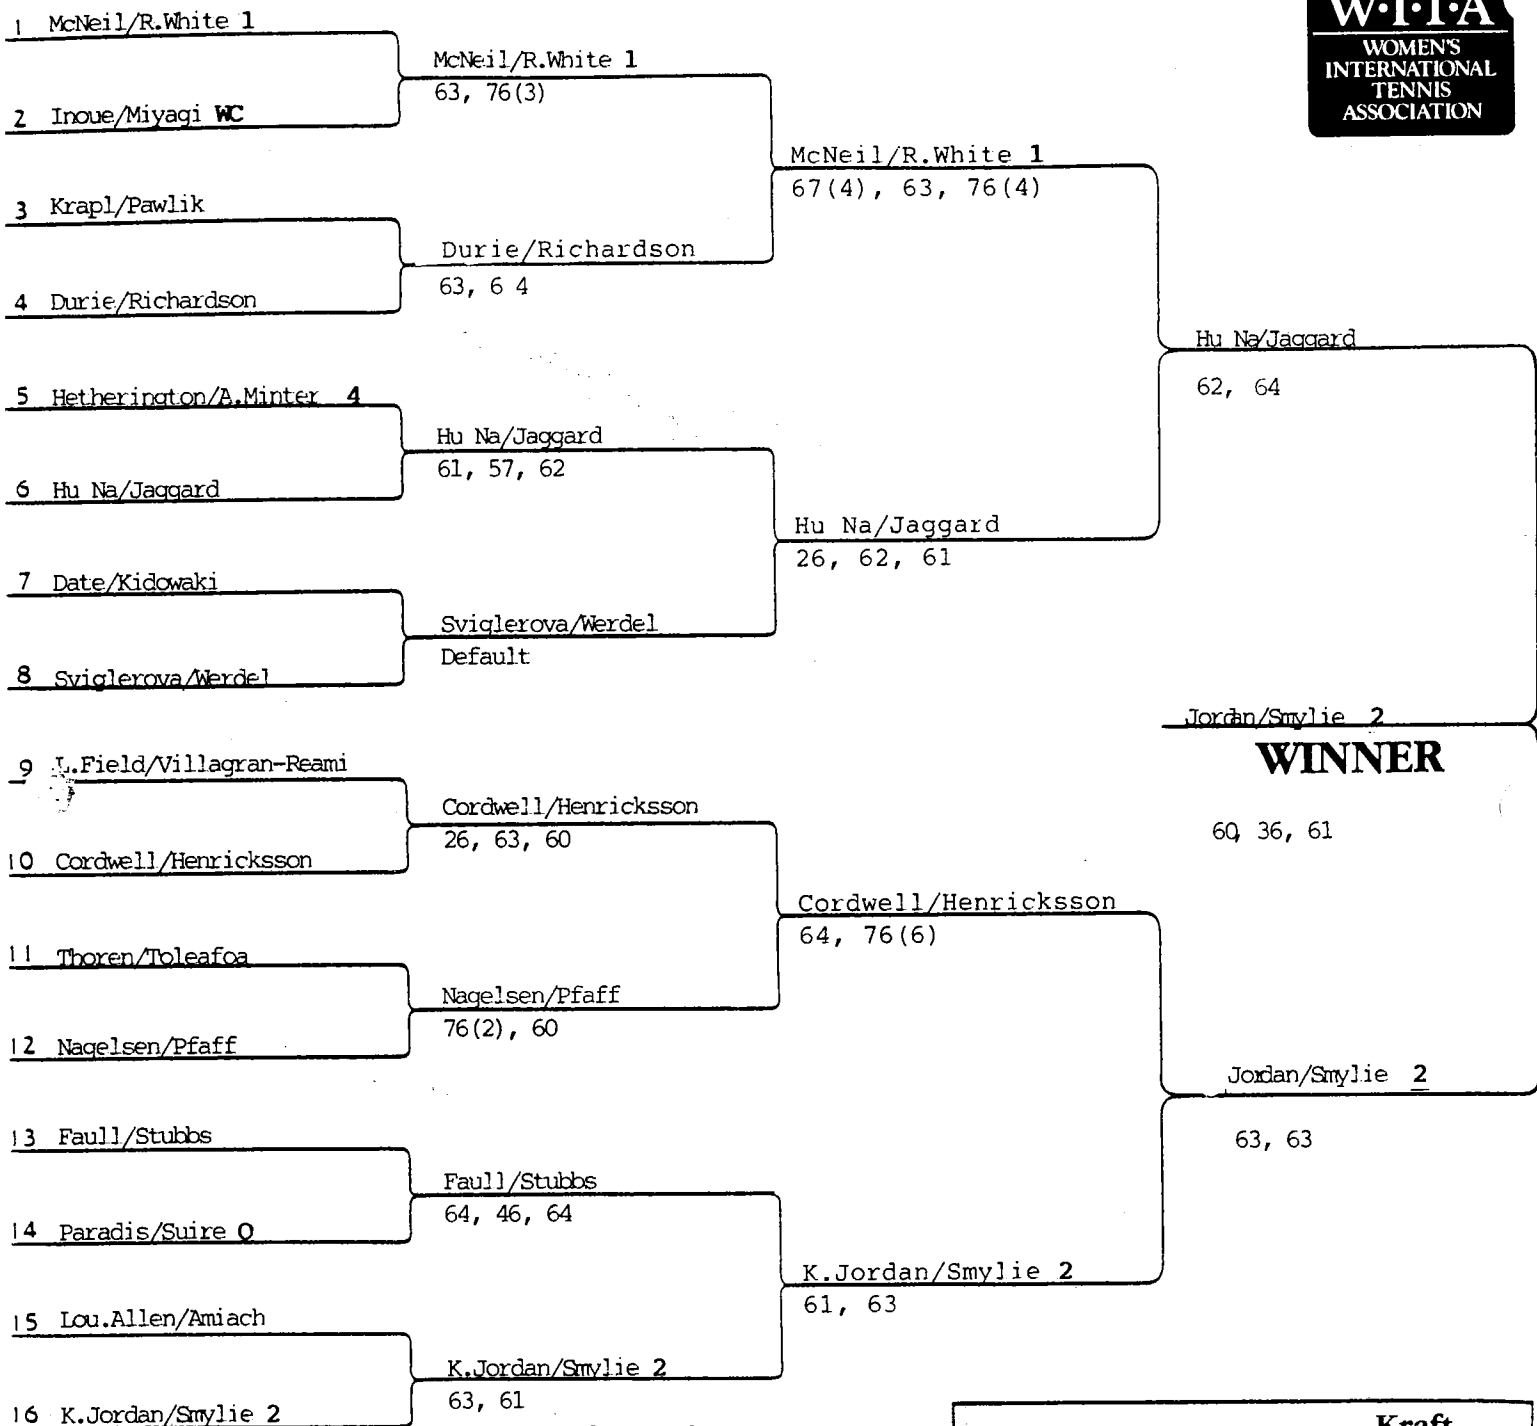 W·I·T·A
WOMEN'S
INTERNATIONAL
TENNIS
ASSOCIATION
1 McNeil/R.White 1
2 Inoue/Miyagi WC
3 Krapl/Pawlik
4 Durie/Richardson
5 Hetherington/A.Minter 4
6 Hu Na/Jaggard
7 Date/Kidowaki
8 Sviglerova/Werdel
9 L.Field/Villagran-Reami
10 Cordwell/Henricksson
11 Thoren/Toleafoa
12 Nagelsen/Pfaff
13 Faull/Stubbs
14 Paradis/Suire Q
15 Lou.Allen/Amiach
16 K.Jordan/Smylie 2
McNeil/R.White 1
63, 76(3)
Durie/Richardson
63, 6 4
Hu Na/Jaggard
61, 57, 62
Sviglerova/Werdel
Default
Cordwell/Henricksson
26, 63, 60
Nagelsen/Pfaff
76(2), 60
Faull/Stubbs
64, 46, 64
K.Jordan/Smylie 2
63, 61
McNeil/R.White 1
67(4), 63, 76(4)
Hu Na/Jaggard
26, 62, 61
Cordwell/Henricksson
64, 76(6)
K.Jordan/Smylie 2
61, 63
Hu Na/Jaggard
62, 64
Jordan/Smylie 2
63, 63
Jordan/Smylie 2
WINNER
60, 36, 61
Kraft